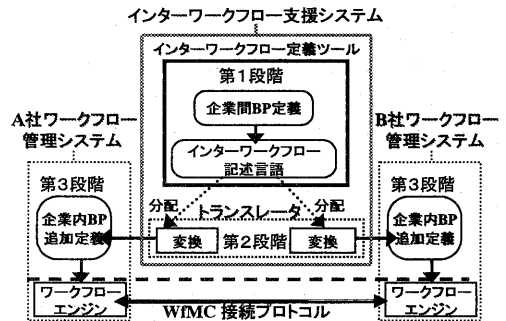 インターワークフロー支援システム
インターワークフロー定義ツール
第1段階
企業間BP定義
インターワークフロー
記述言語
A社ワークフロー
管理システム
B社ワークフロー
管理システム
第3段階
企業内BP
追加定義
分配
トランスレータ
分配
変換
第2段階
変換
第3段階
企業内BP
追加定義
ワークフロー
エンジン
WfMC 接続プロトコル
ワークフロー
エンジン